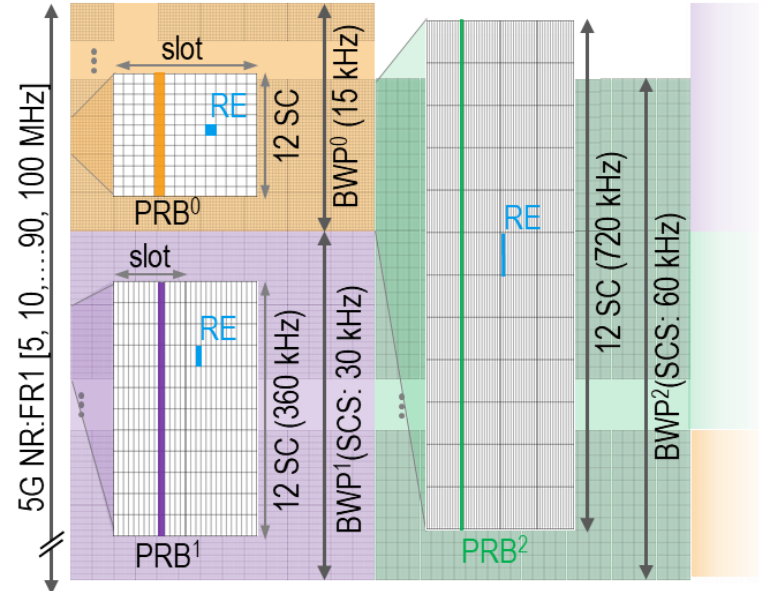 5G NR:FR1 [5, 10,....90, 100 MHz]
slot
RE
12 SC
PRB⁰
BWP⁰ (15 kHz)
slot
RE
12 SC (360 kHz)
PRB¹
BWP¹(SCS: 30 kHz)
RE
12 SC (720 kHz)
PRB²
BWP²(SCS: 60 kHz)